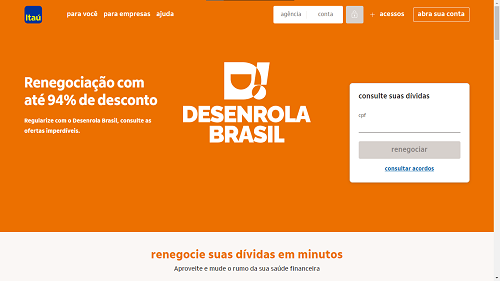 Itaú
para você para empresas ajuda
agência conta
+ acessos
abra sua conta
Renegociação com
até 94% de desconto
Regularize com o Desenrola Brasil, consulte as
ofertas imperdíveis.
D!
DESENROLA
BRASIL
consulte suas dívidas
cpf
renegociar
consultar acordos
renegocie suas dívidas em minutos
Aproveite e mude o rumo da sua saúde financeira